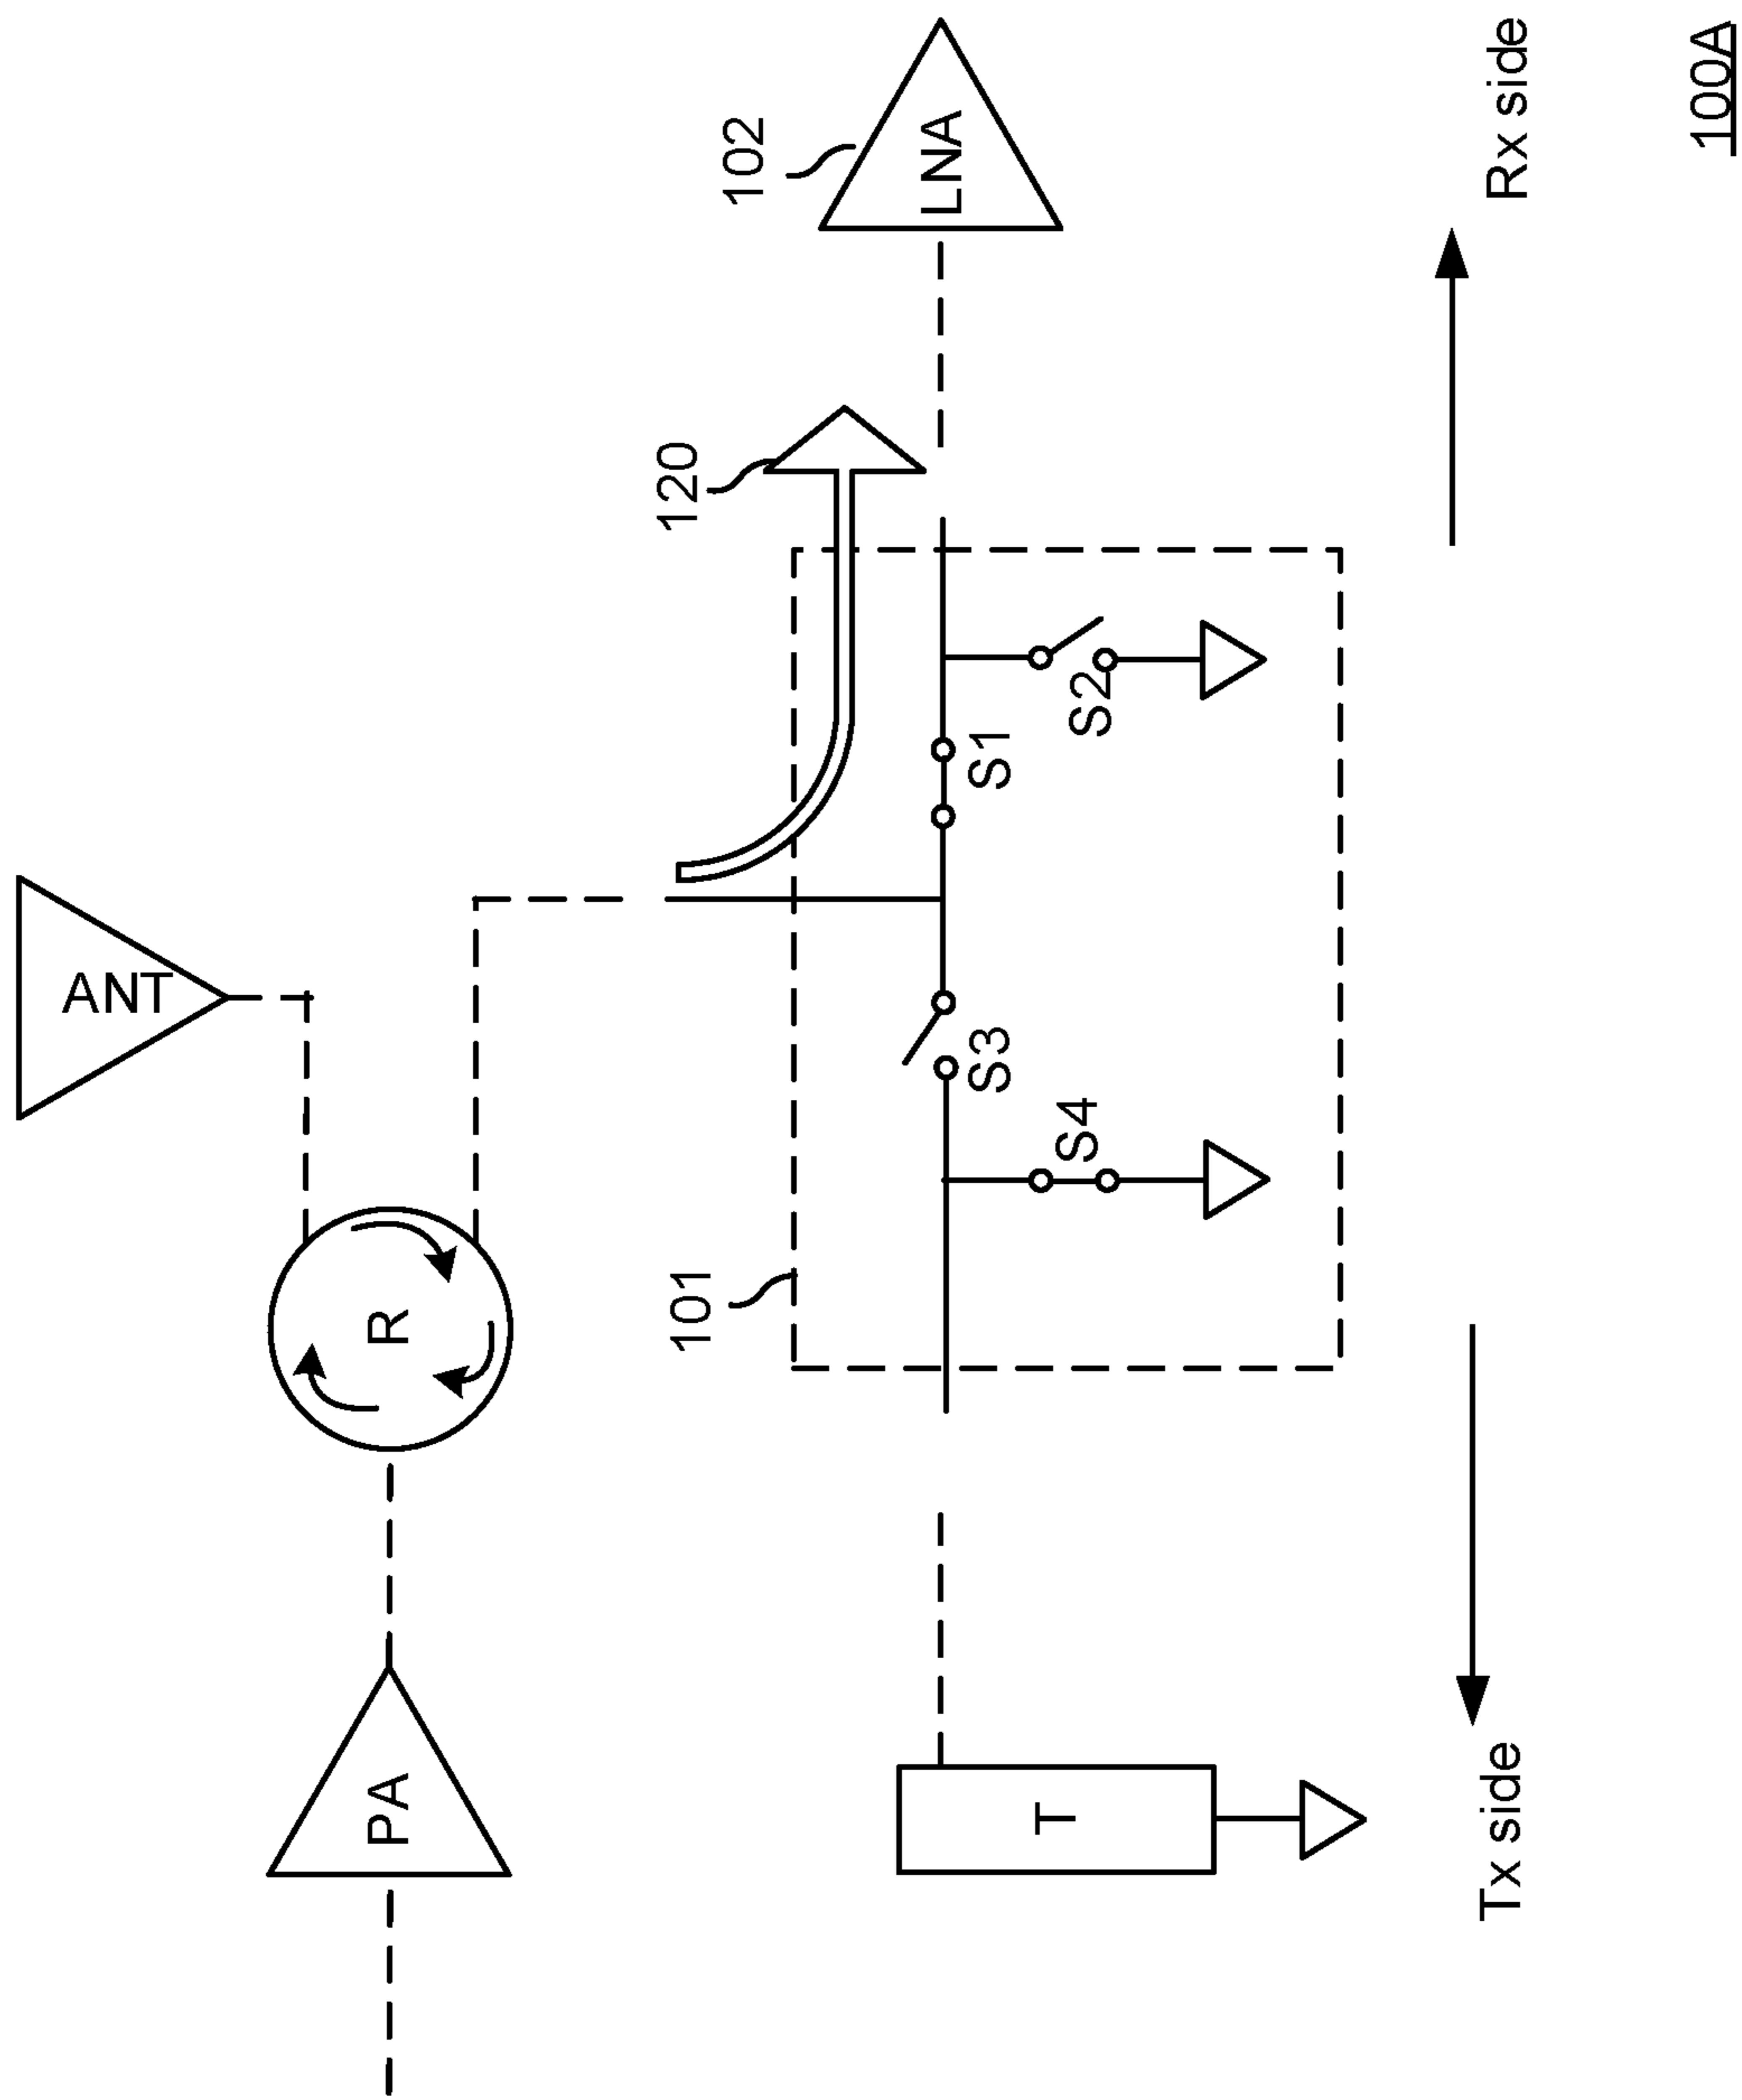 ANT
PA
R
120
102
LNA
101
S3
S1
S4
S2
T
Tx side
Rx side
100A